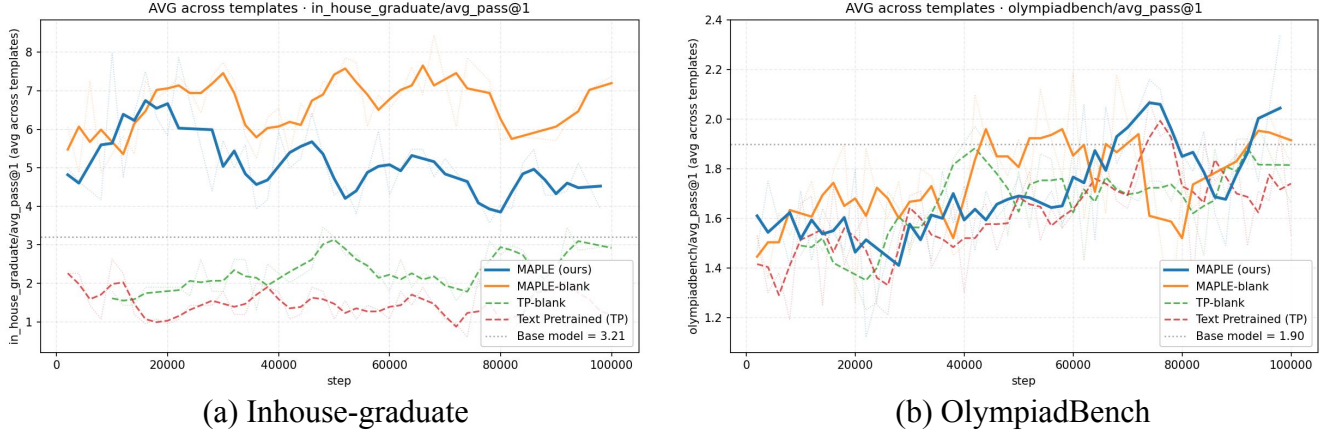 AVG across templates · in_house_graduate/avg_pass@1
in_house_graduate/avg_pass@1 (avg across templates)
8
7
6
5
4
3
2
1
MAPLE (ours)
MAPLE-blank
TP-blank
Text Pretrained (TP)
Base model = 3.21
0
20000
40000
60000
80000
100000
step
(a) Inhouse-graduate
AVG across templates · olympiadbench/avg_pass@1
olympiadbench/avg_pass@1 (avg across templates)
2.4
2.2
2.0
1.8
1.6
1.4
1.2
MAPLE (ours)
MAPLE-blank
TP-blank
Text Pretrained (TP)
Base model = 1.90
0
20000
40000
60000
80000
100000
step
(b) OlympiadBench